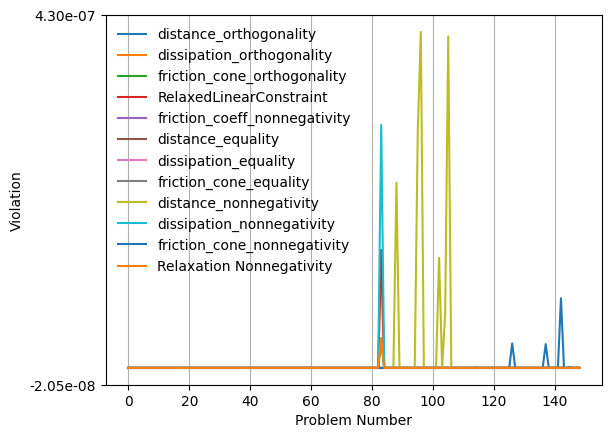 4.30e-07
distance_orthogonality
dissipation_orthogonality
friction_cone_orthogonality
RelaxedLinearConstraint
friction_coeff_nonnegativity
distance_equality
dissipation_equality
friction_cone_equality
distance_nonnegativity
dissipation_nonnegativity
friction_cone_nonnegativity
Relaxation Nonnegativity
Violation
-2.05e-08
0 20 40 60 80 100 120 140
Problem Number